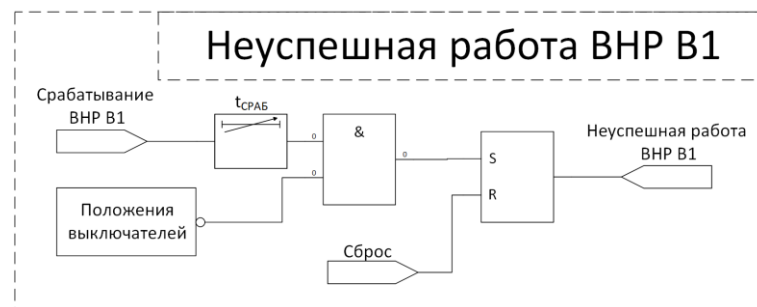 Неуспешная работа ВНР В1
Срабатывание
ВНР В1
tСРАБ
0
&
0
0
S
R
Неуспешная работа
ВНР В1
Положения
выключателей
Сброс